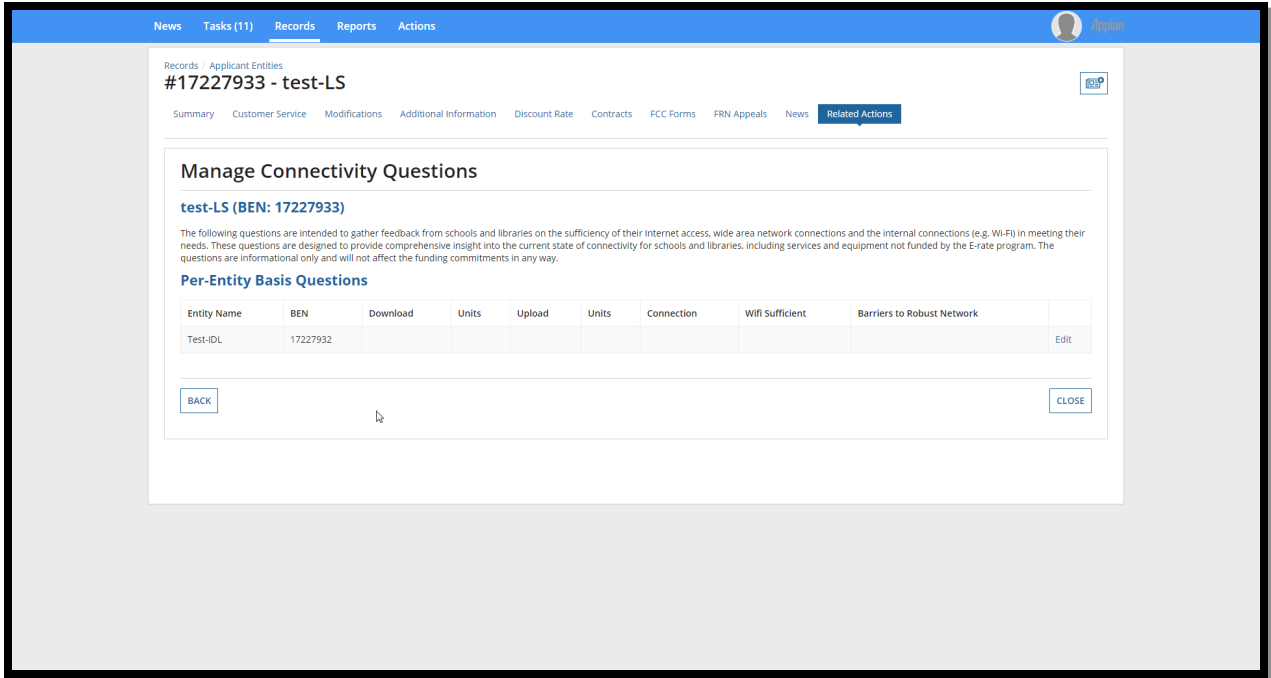 News Tasks (11) Records Reports Actions
Appian
Records / Applicant Entities
#17227933 - test-LS
Summary Customer Service Modifications Additional Information Discount Rate Contracts FCC Forms FRN Appeals News Related Actions
Manage Connectivity Questions
test-LS (BEN: 17227933)
The following questions are intended to gather feedback from schools and libraries on the sufficiency of their Internet access, wide area network connections and the internal connections (e.g. Wi-Fi) in meeting their
needs. These questions are designed to provide comprehensive insight into the current state of connectivity for schools and libraries, including services and equipment not funded by the E-rate program. The
questions are informational only and will not affect the funding commitments in any way.
Per-Entity Basis Questions
Entity Name BEN Download Units Upload Units Connection Wifi Sufficient Barriers to Robust Network
Test-IDL 17227932 Edit
BACK CLOSE